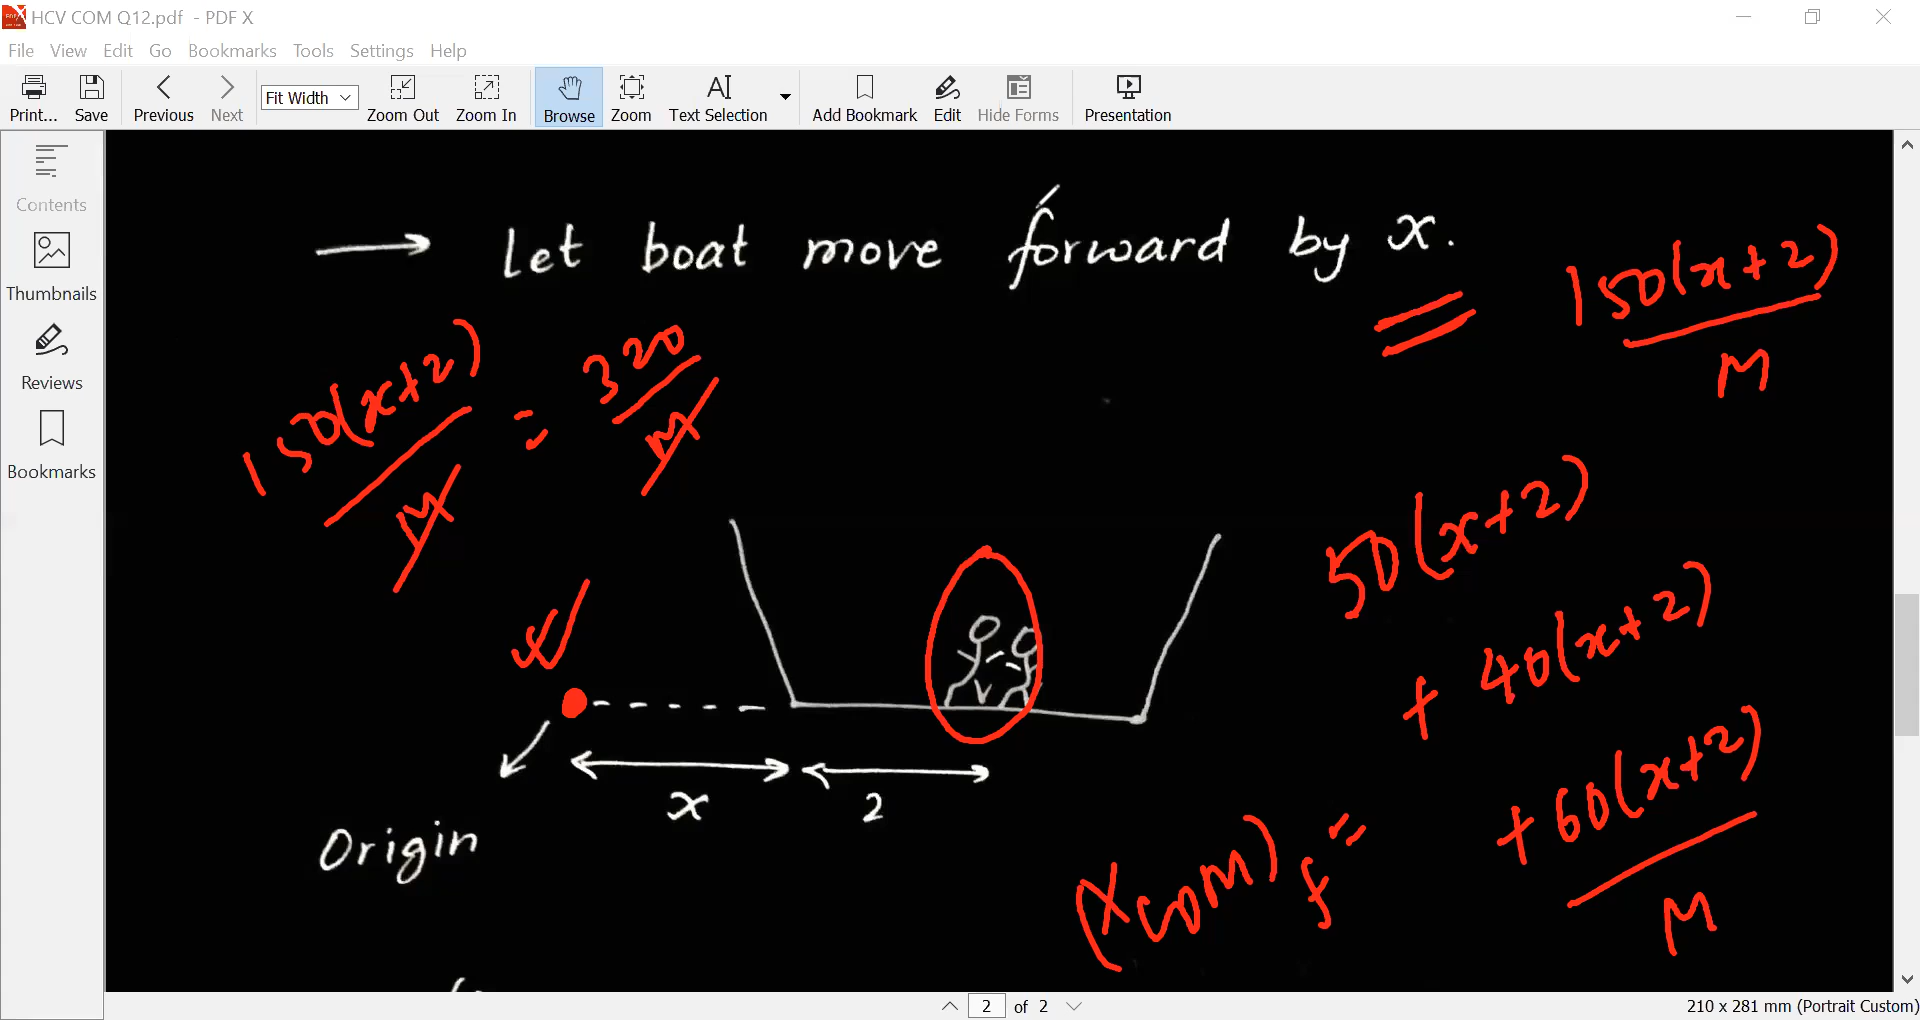 HCV COM Q12.pdf - PDF X
File View Edit Go Bookmarks Tools Settings Help
Print... Save Previous Next Fit Width Zoom Out Zoom In Browse Zoom Text Selection Add Bookmark Edit Hide Forms Presentation
Contents
Thumbnails
Reviews
Bookmarks
→ Let boat move forward by x.
150(x+2)
M
150(x+2) = 320
M M
50(x+2)
+ 40(x+2)
+ 60(x+2)
M
(XCOM)f =
x 2
Origin
2 of 2
210 x 281 mm (Portrait Custom)